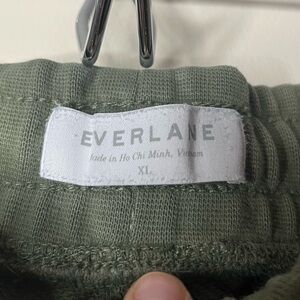 EVERLANE
Made in Ho Chi Minh, Vietnam
XL